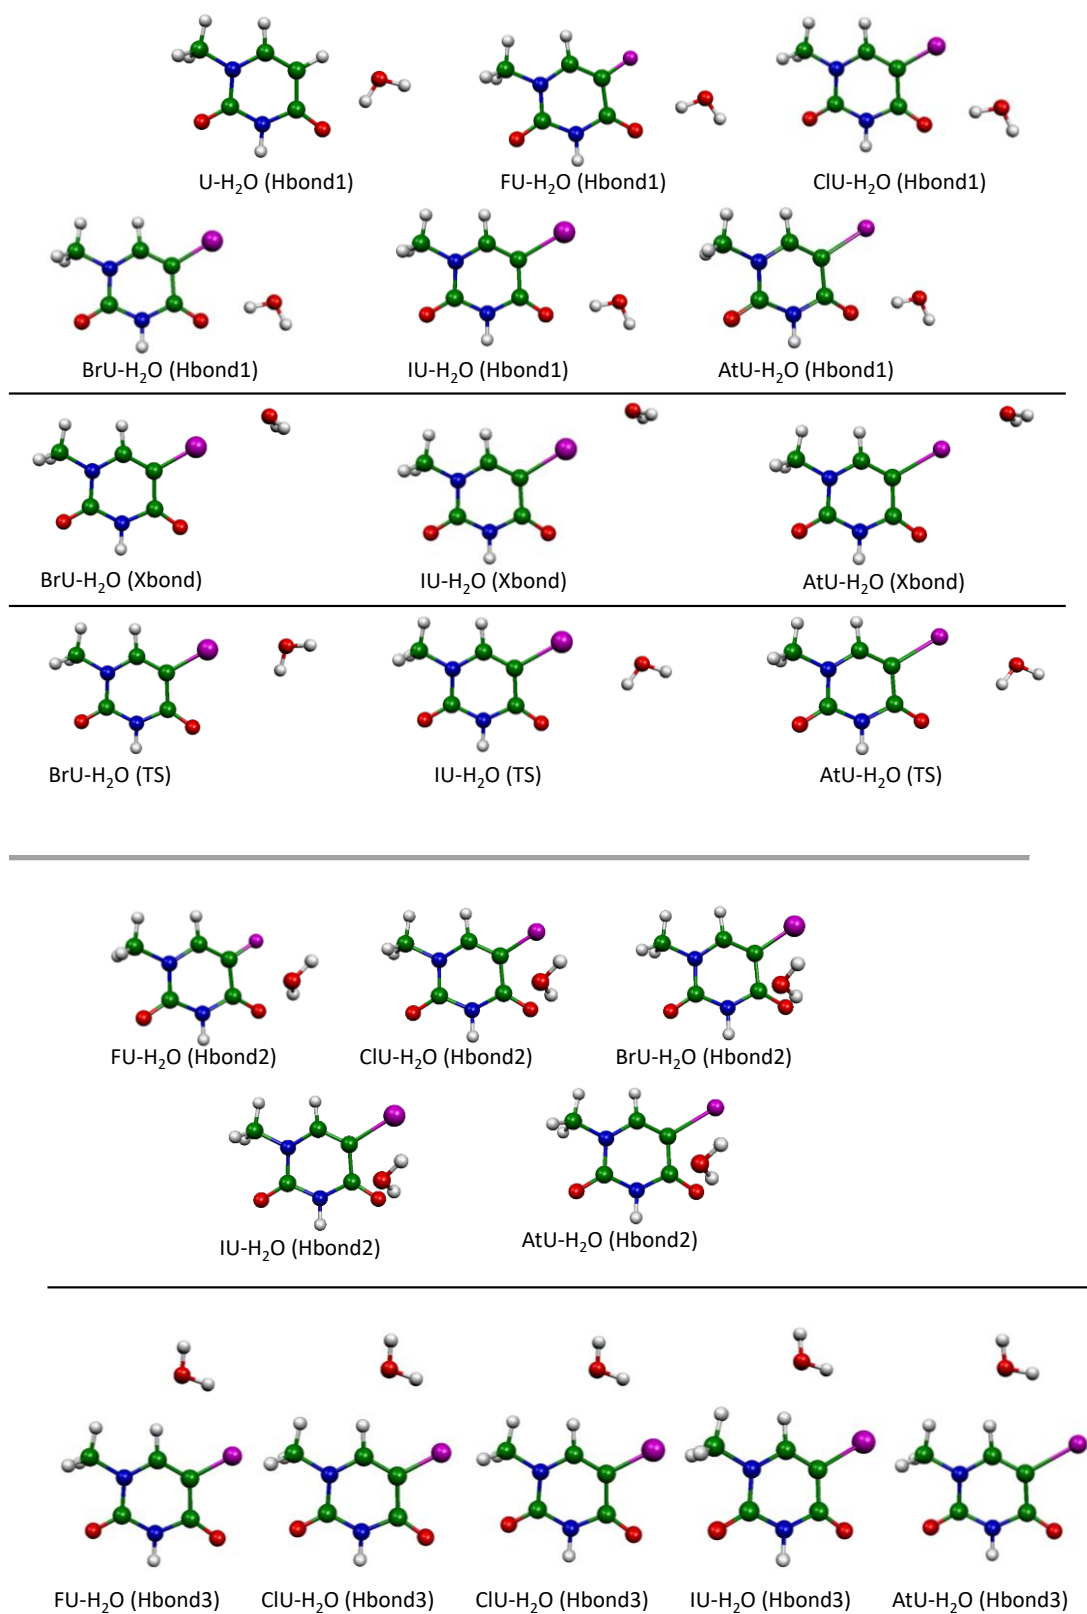 U-H₂O (Hbond1) FU-H₂O (Hbond1) ClU-H₂O (Hbond1)
BrU-H₂O (Hbond1) IU-H₂O (Hbond1) AtU-H₂O (Hbond1)
BrU-H₂O (Xbond) IU-H₂O (Xbond) AtU-H₂O (Xbond)
BrU-H₂O (TS) IU-H₂O (TS) AtU-H₂O (TS)
FU-H₂O (Hbond2) ClU-H₂O (Hbond2) BrU-H₂O (Hbond2)
IU-H₂O (Hbond2) AtU-H₂O (Hbond2)
FU-H₂O (Hbond3) ClU-H₂O (Hbond3) ClU-H₂O (Hbond3) IU-H₂O (Hbond3) AtU-H₂O (Hbond3)